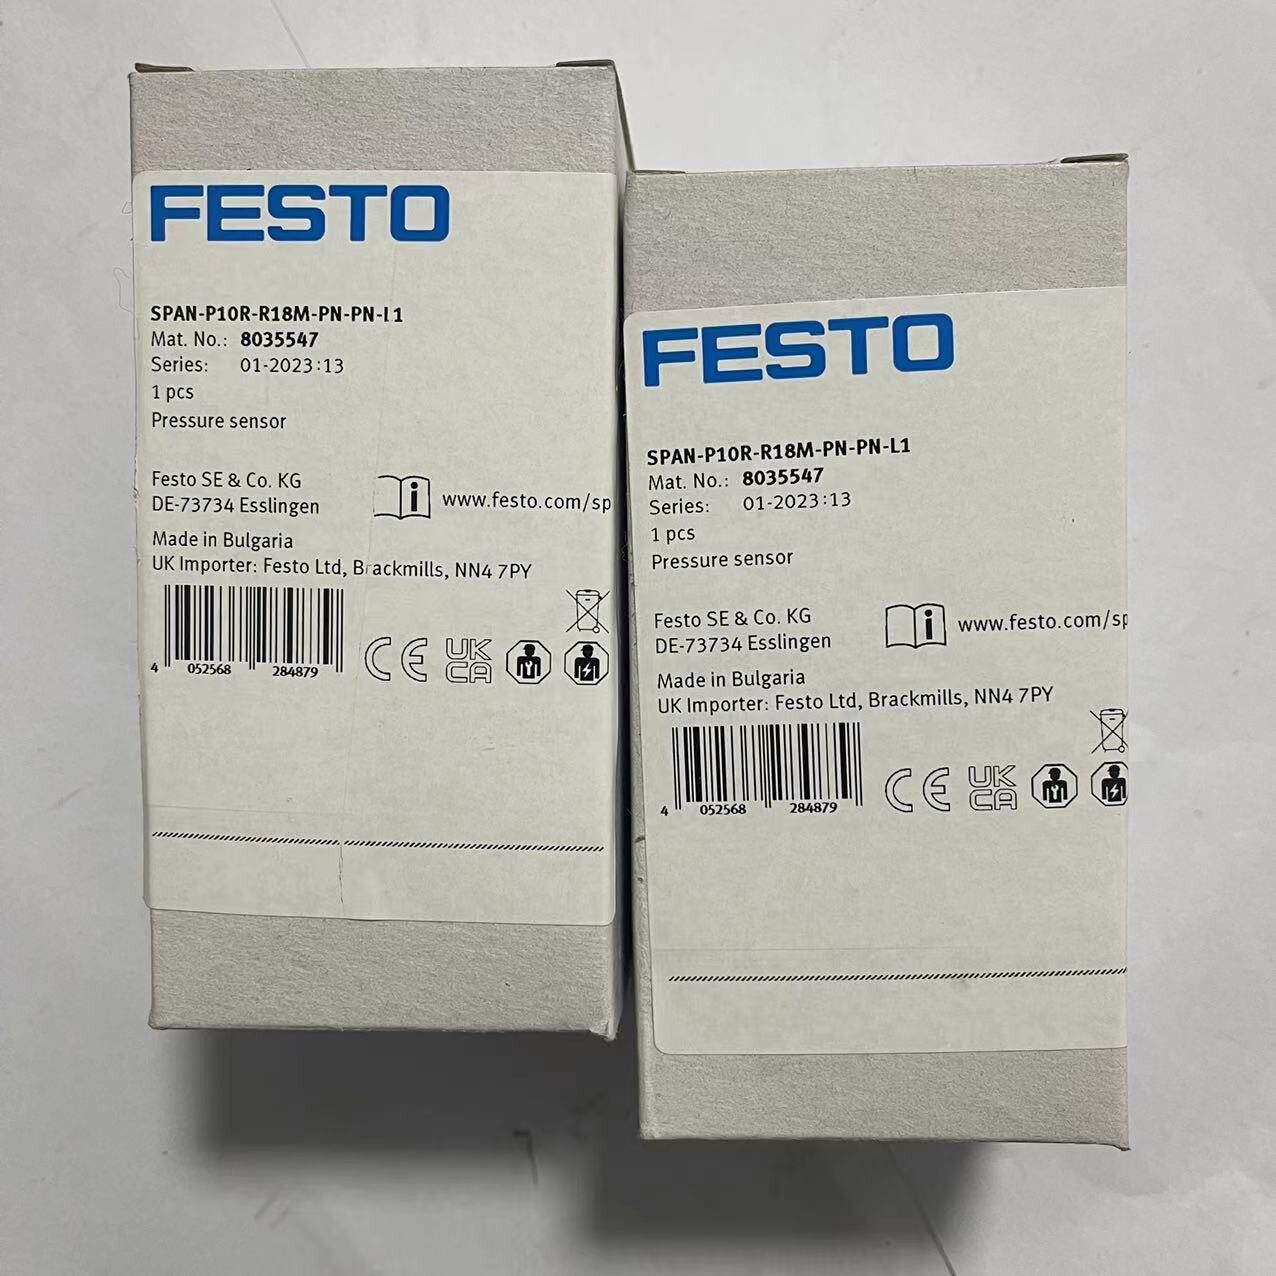 FESTO
SPAN-P10R-R18M-PN-PN-L1
Mat. No.: 8035547
Series: 01-2023:13
1 pcs
Pressure sensor
Festo SE & Co. KG
DE-73734 Esslingen
www.festo.com/sp
Made in Bulgaria
UK Importer: Festo Ltd, Brackmills, NN4 7PY
4 052568 284879
CE UK CA
FESTO
SPAN-P10R-R18M-PN-PN-L1
Mat. No.: 8035547
Series: 01-2023:13
1 pcs
Pressure sensor
Festo SE & Co. KG
DE-73734 Esslingen
www.festo.com/sp
Made in Bulgaria
UK Importer: Festo Ltd, Brackmills, NN4 7PY
4 052568 284879
CE UK CA